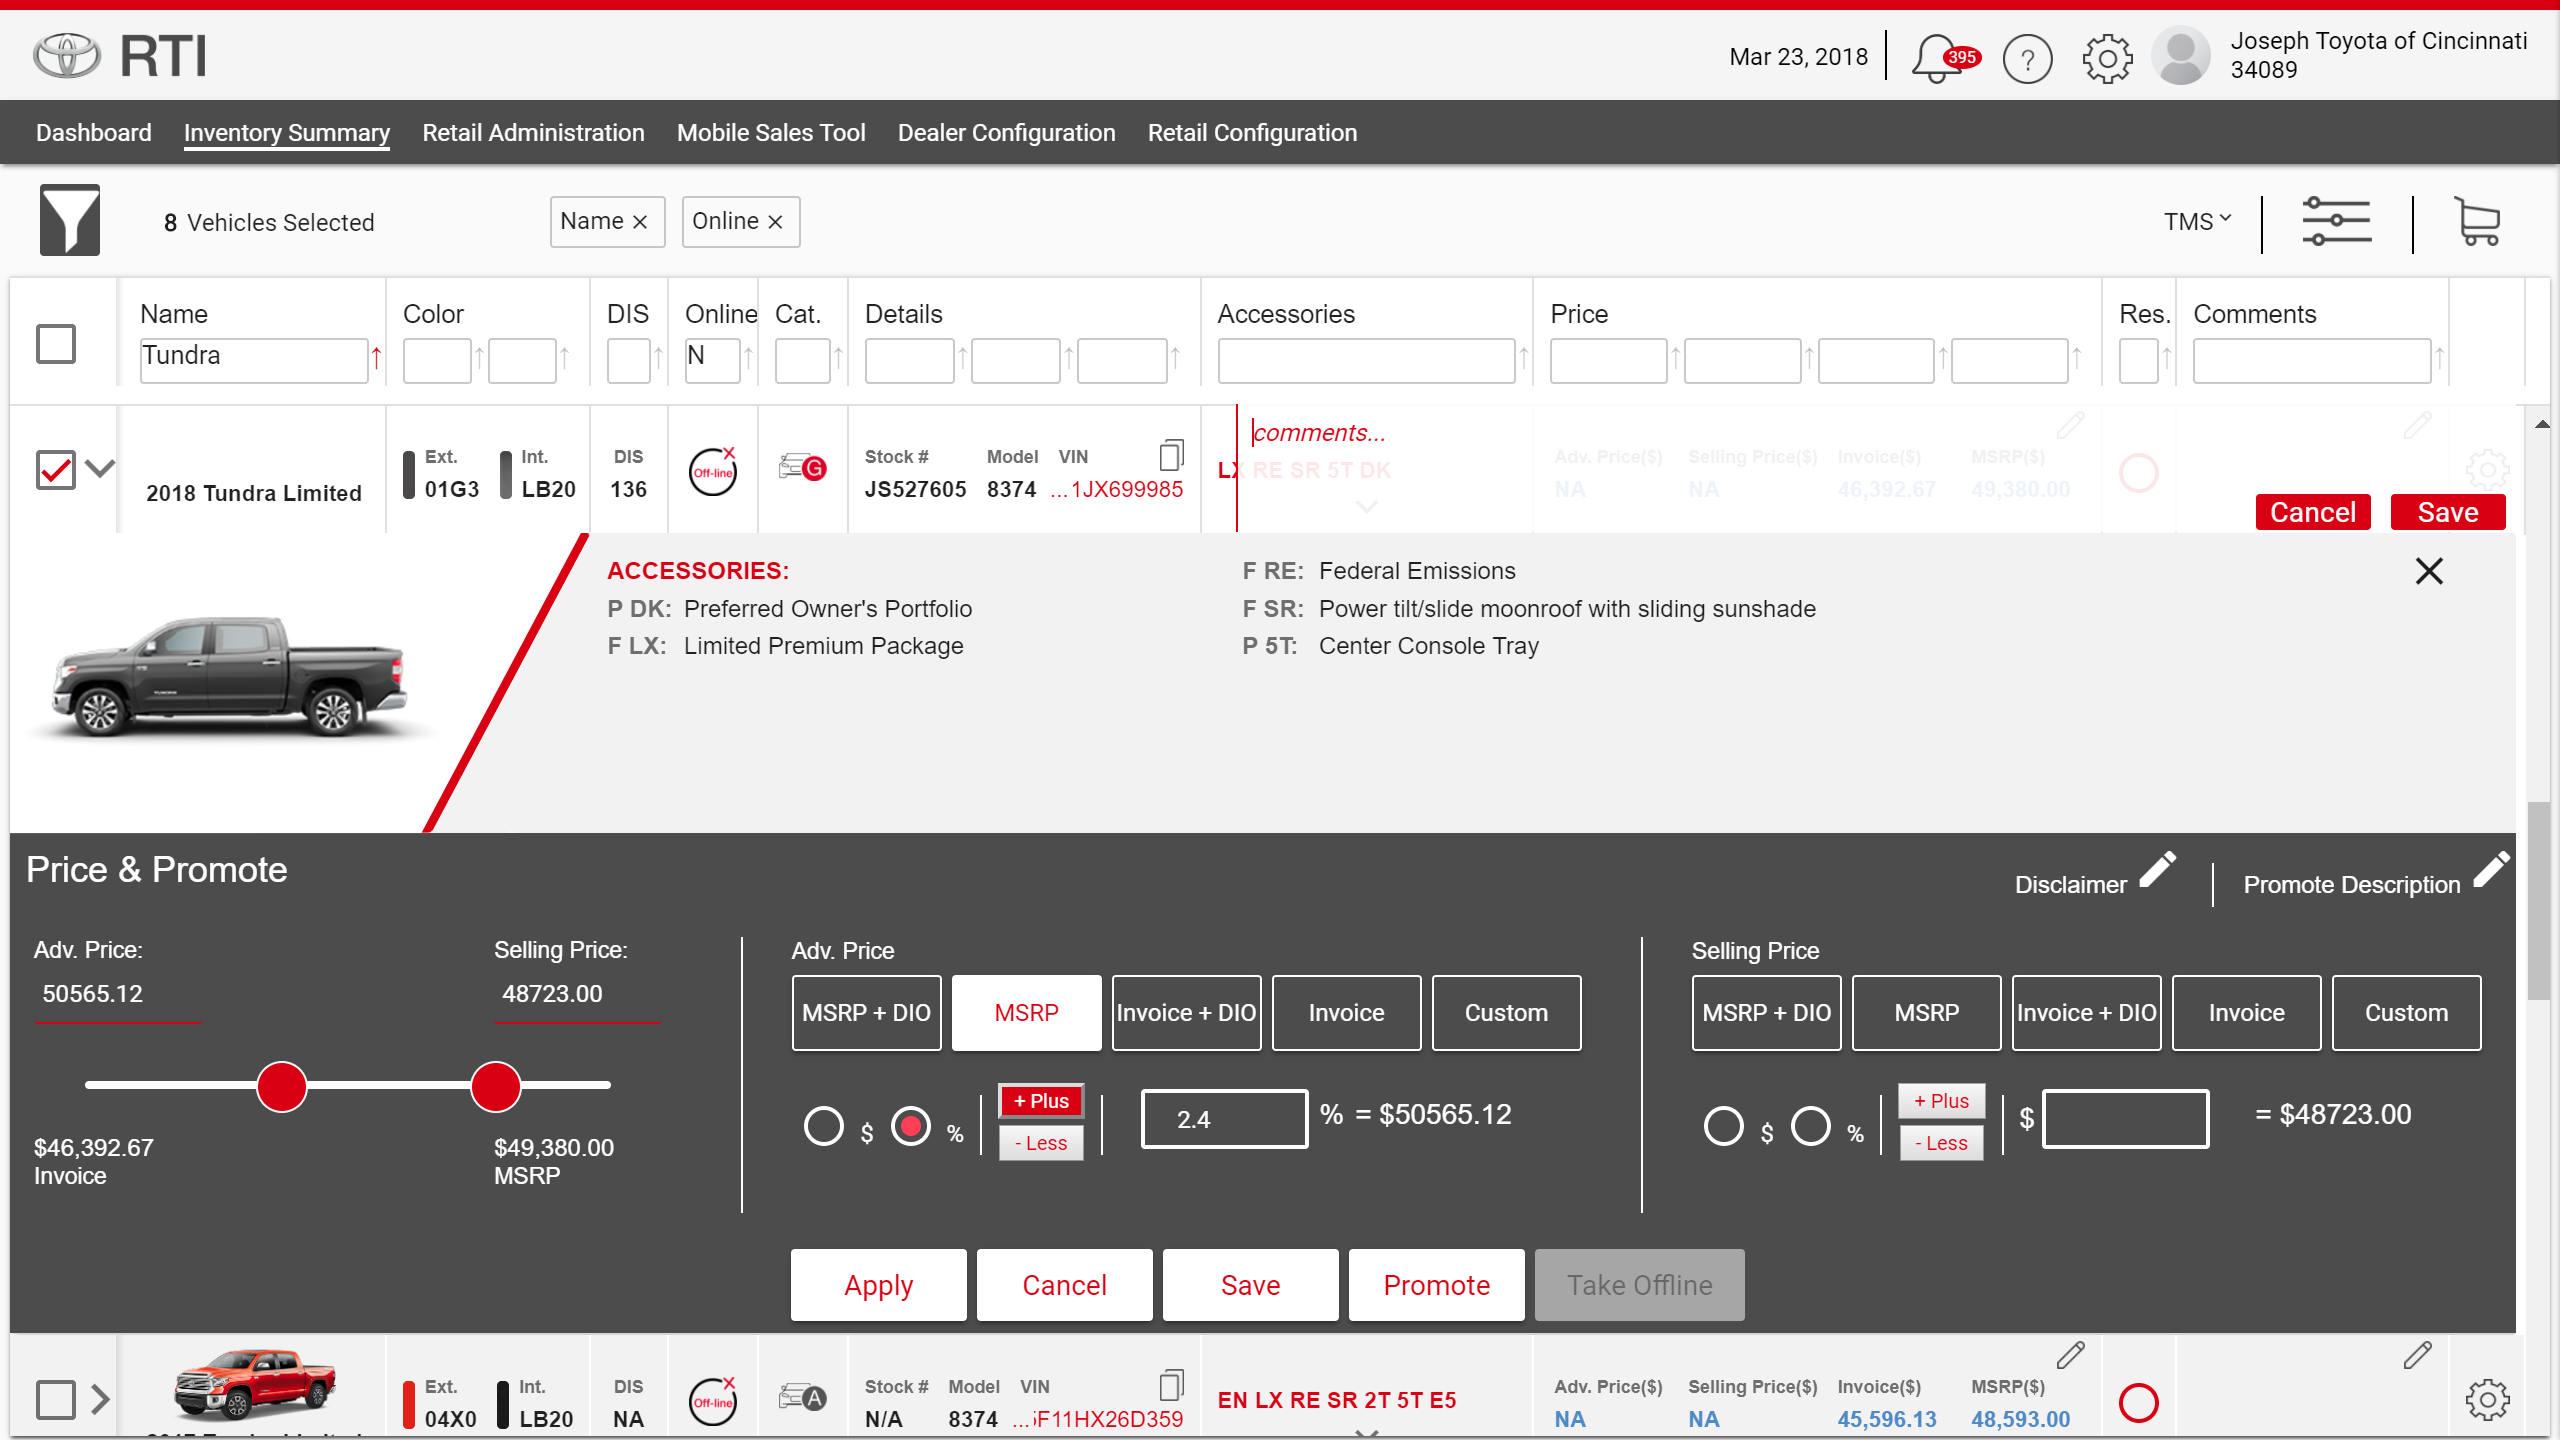 RTI
Mar 23, 2018
395
?
Joseph Toyota of Cincinnati
34089
Dashboard Inventory Summary Retail Administration Mobile Sales Tool Dealer Configuration Retail Configuration
8 Vehicles Selected
Name ×
Online ×
TMS
Name Color DIS Online Cat. Details Accessories Price Res. Comments
Tundra
N
2018 Tundra Limited
Ext.
01G3
Int.
LB20
DIS
136
Off-line
G
Stock #
JS527605
Model
8374
VIN
...1JX699985
comments...
LX RE SR 5T DK
Adv. Price($)
NA
Selling Price($)
NA
Invoice($)
46,392.67
MSRP($)
49,380.00
Cancel
Save
ACCESSORIES:
P DK: Preferred Owner's Portfolio
F LX: Limited Premium Package
F RE: Federal Emissions
F SR: Power tilt/slide moonroof with sliding sunshade
P 5T: Center Console Tray
Price & Promote
Disclaimer
Promote Description
Adv. Price:
50565.12
Selling Price:
48723.00
$46,392.67
Invoice
$49,380.00
MSRP
Adv. Price
MSRP + DIO
MSRP
Invoice + DIO
Invoice
Custom
$ %
+ Plus
- Less
2.4
% = $50565.12
Selling Price
MSRP + DIO
MSRP
Invoice + DIO
Invoice
Custom
$ %
+ Plus
- Less
$
= $48723.00
Apply
Cancel
Save
Promote
Take Offline
Ext.
04X0
Int.
LB20
DIS
NA
Off-line
A
Stock #
N/A
Model
8374
VIN
EN LX RE SR 2T 5T E5
Adv. Price($)
NA
Selling Price($)
NA
Invoice($)
45,596.13
MSRP($)
48,593.00